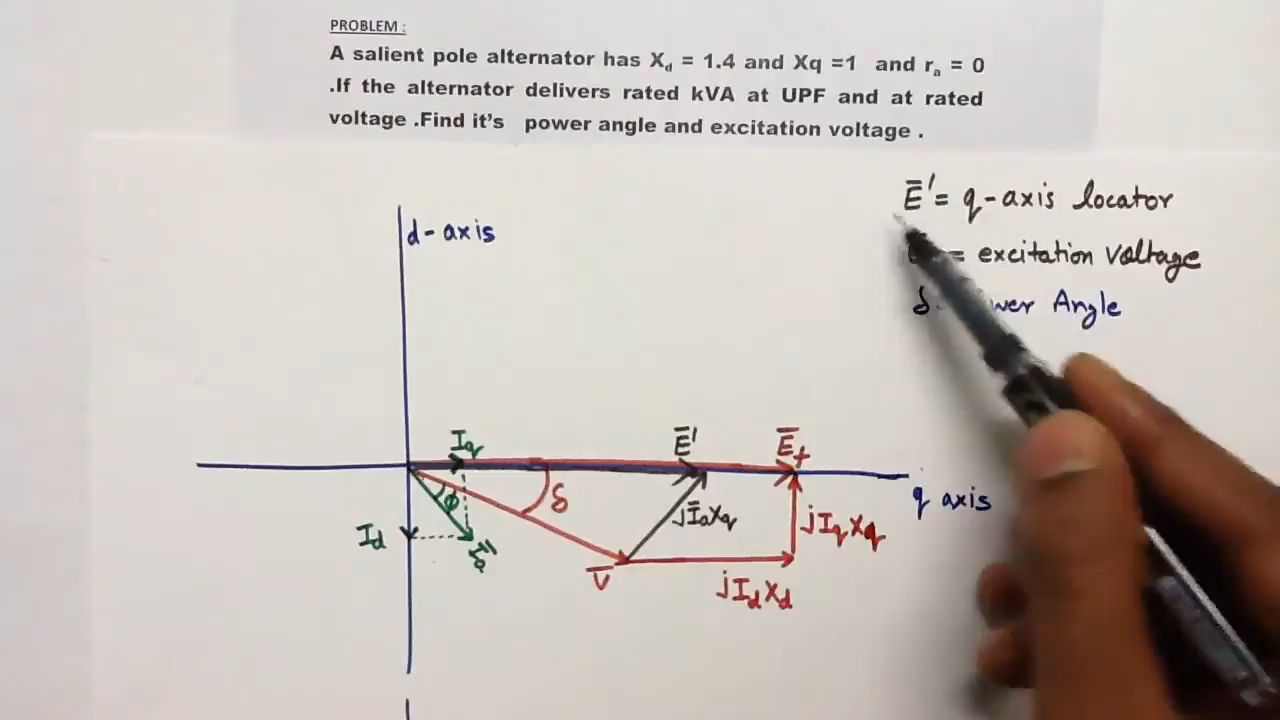 PROBLEM :
A salient pole alternator has Xd = 1.4 and Xq =1 and ra = 0
.If the alternator delivers rated kVA at UPF and at rated
voltage .Find it's power angle and excitation voltage .
Ē' = q-axis locator
= excitation voltage
δ Angle
d-axis
Iq
Ē'
Ēf
q axis
δ
ϕ
jĪaXq
jIqXq
Id
Īa
V̄
jIdXd